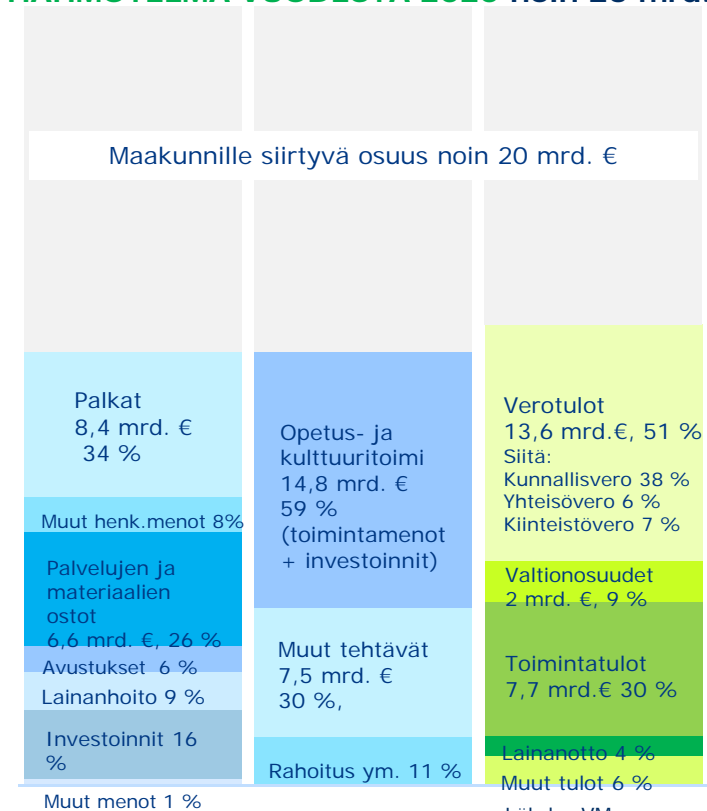 Maakunnille siirtyvä osuus noin 20 mrd. €
Palkat
8,4 mrd. €
34 %
Muut henk.menot 8%
Palvelujen ja
materiaalien
ostot
6,6 mrd. €, 26 %
Avustukset 6 %
Lainanhoito 9 %
Investoinnit 16
%
Muut menot 1 %
Opetus- ja
kulttuuritoimi
14,8 mrd. €
59 %
(toimintamenot
+ investoinnit)
Muut tehtävät
7,5 mrd. €
30 %,
Rahoitus ym. 11 %
Verotulot
13,6 mrd.€, 51 %
Siitä:
Kunnallisvero 38 %
Yhteisövero 6 %
Kiinteistövero 7 %
Valtionosuudet
2 mrd. €, 9 %
Toimintatulot
7,7 mrd.€ 30 %
Lainanotto 4 %
Muut tulot 6 %